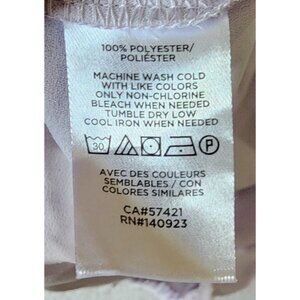 100% POLYESTER/
POLIÉSTER
MACHINE WASH COLD
WITH LIKE COLORS
ONLY NON-CHLORINE
BLEACH WHEN NEEDED
TUMBLE DRY LOW
COOL IRON WHEN NEEDED
30 P
AVEC DES COULEURS
SEMBLABLES / CON
COLORES SIMILARES
CA#57421
RN#140923